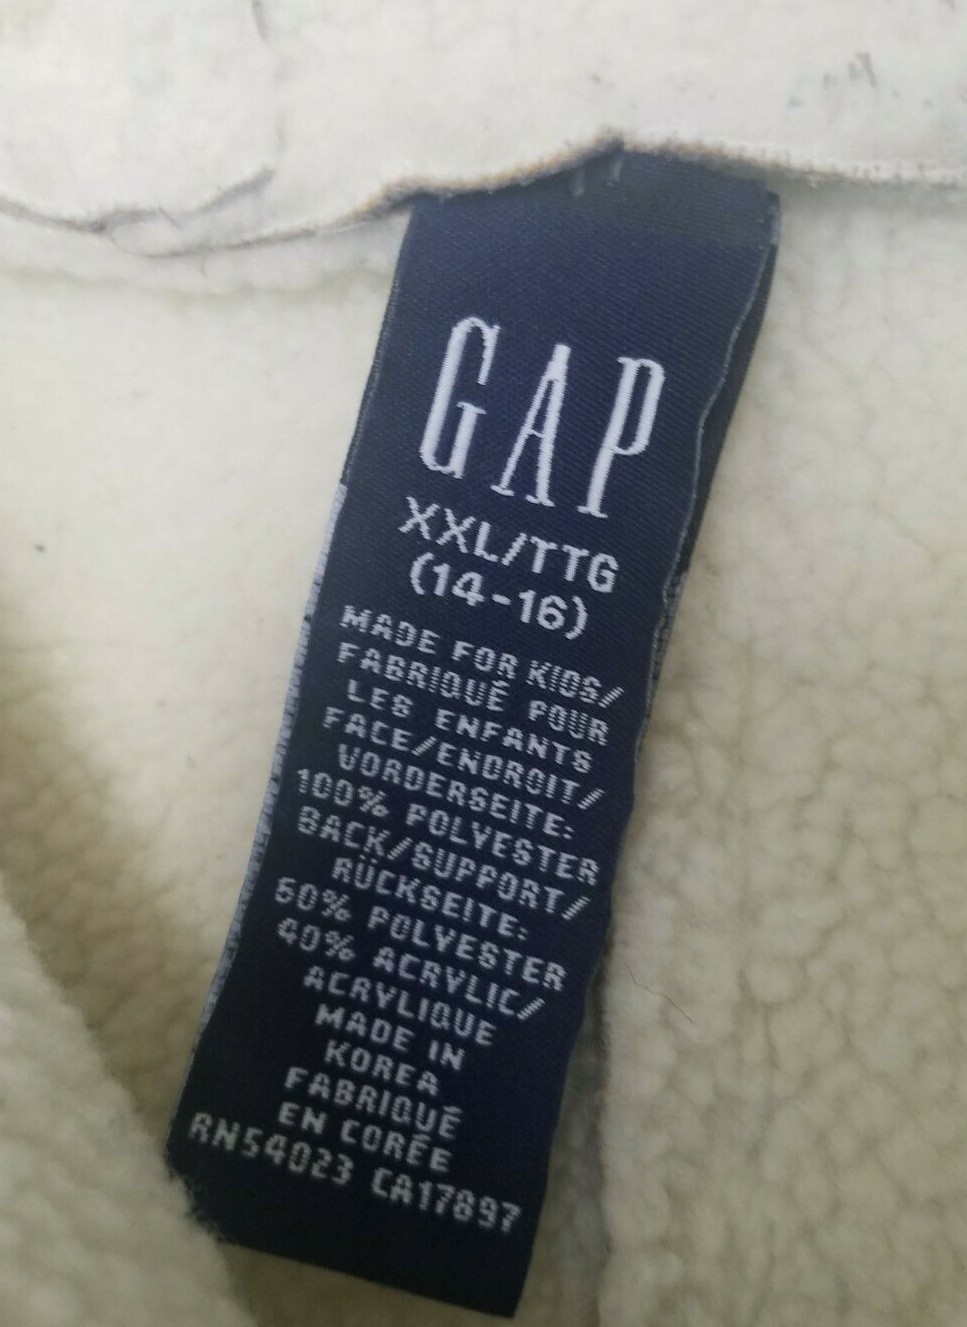 GAP
XXL/TTG
(14-16)
MADE FOR KIDS/
FABRIQUÉ POUR
LES ENFANTS
FACE/ENDROIT/
VORDERSEITE:
100% POLYESTER
BACK/SUPPORT/
RÜCKSEITE:
60% POLYESTER
40% ACRYLIC/
ACRYLIQUE
MADE IN
KOREA
FABRIQUÉ
EN CORÉE
RN54023 CA17897